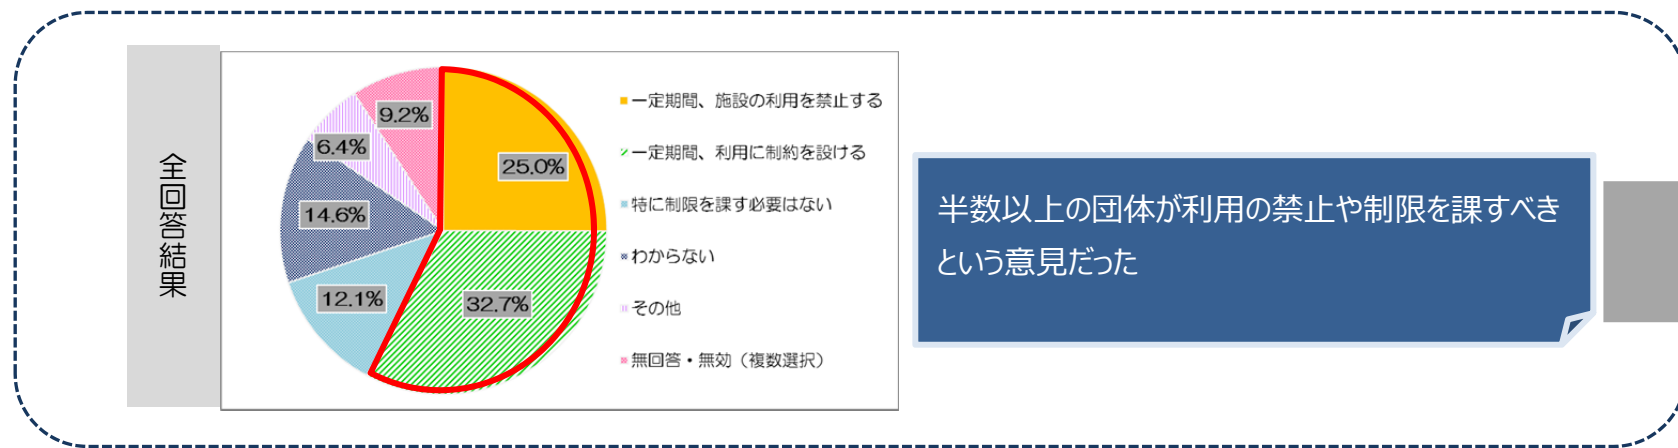 全回答結果
9.2%
6.4%
25.0%
14.6%
12.1%
32.7%
一定期間、施設の利用を禁止する
一定期間、利用に制約を設ける
特に制限を課す必要はない
わからない
その他
無回答・無効（複数選択）
半数以上の団体が利用の禁止や制限を課すべき
という意見だった